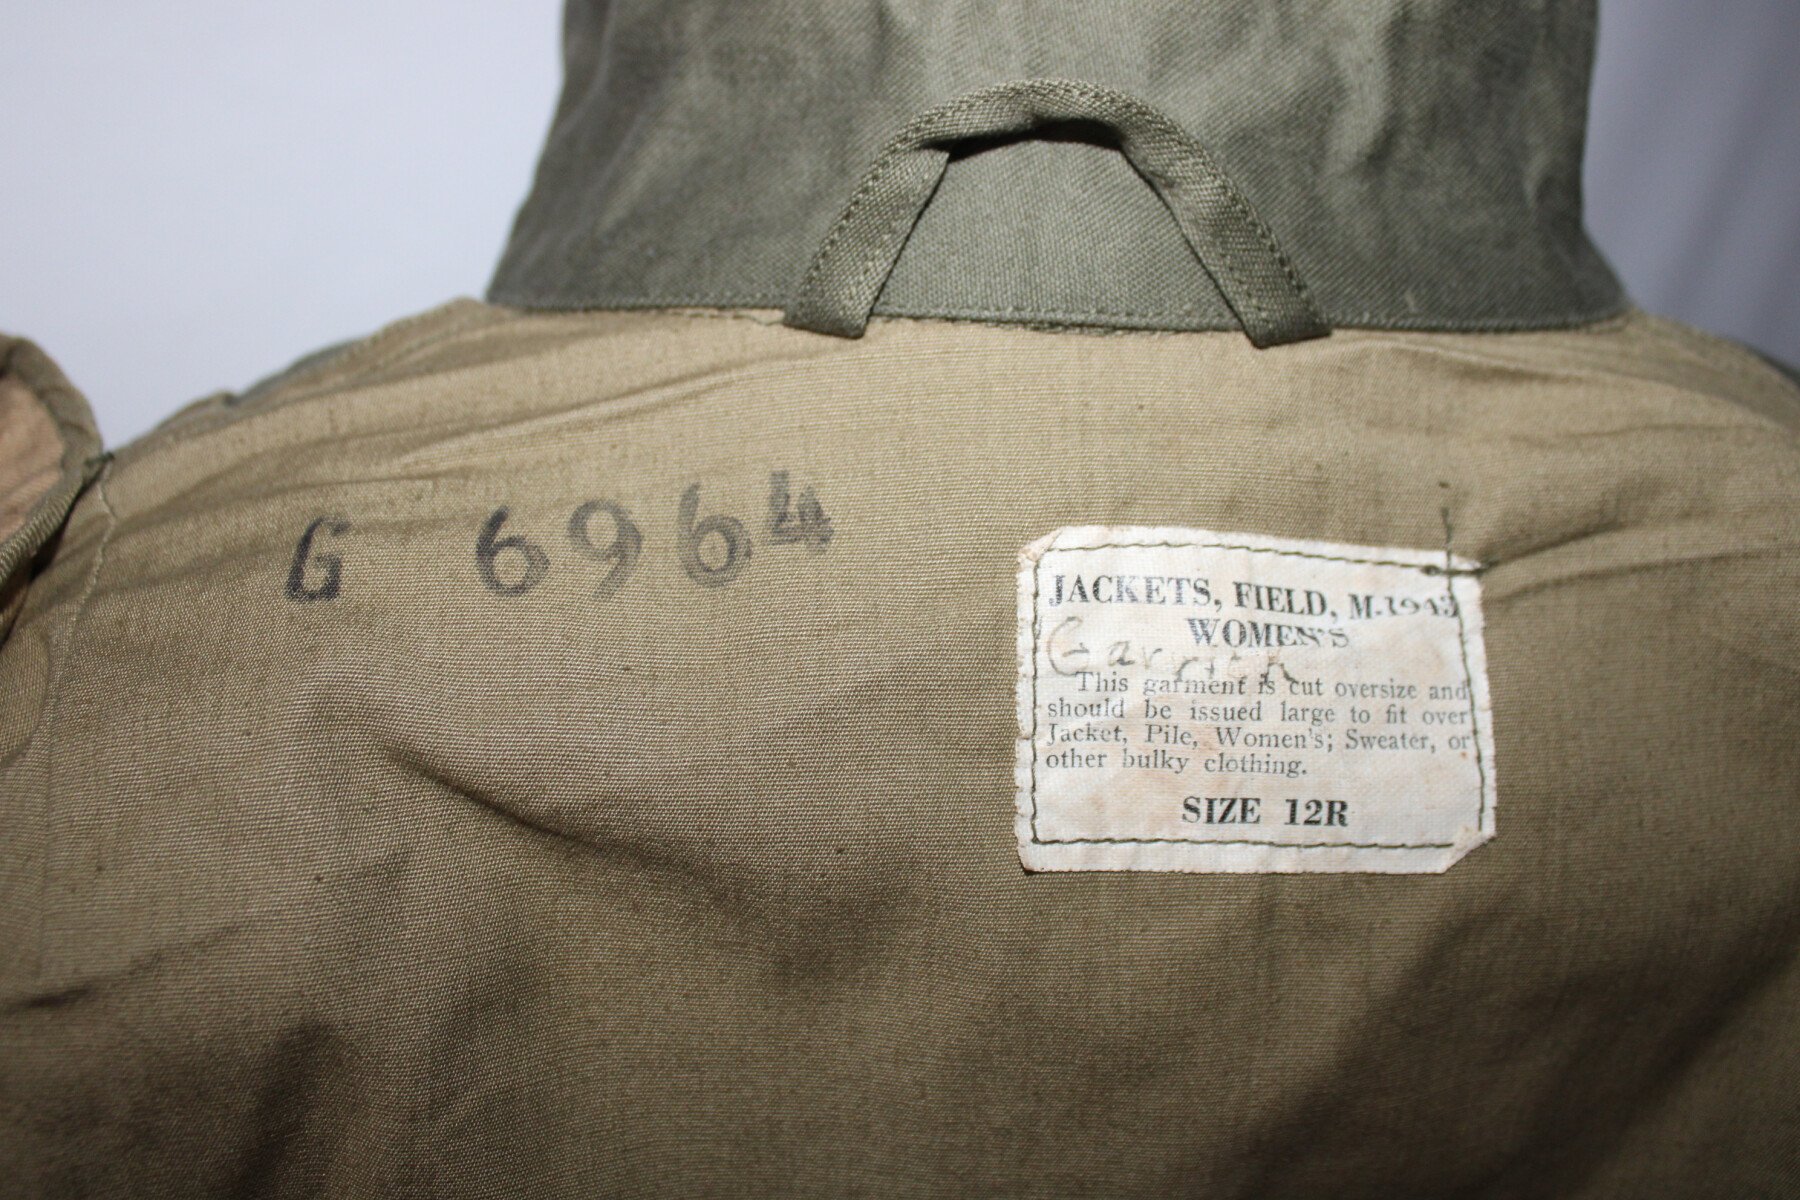 G 6964
JACKETS, FIELD, M-1943
WOMEN'S
Garrick
This garment is cut oversize and
should be issued large to fit over
Jacket, Pile, Women's; Sweater, or
other bulky clothing.
SIZE 12R